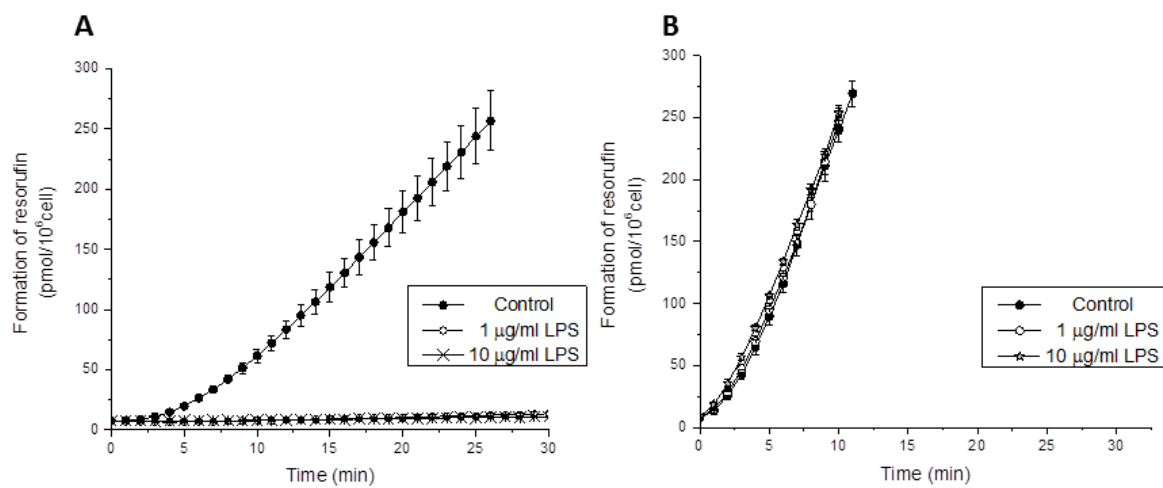 A
300
250
200
150
100
50
0
0 5 10 15 20 25 30
Formation of resorufin
(pmol/10⁶cell)
Time (min)
Control
1 μg/ml LPS
10 μg/ml LPS
B
300
250
200
150
100
50
0
0 5 10 15 20 25 30
Formation of resorufin
(pmol/10⁶cell)
Time (min)
Control
1 μg/ml LPS
10 μg/ml LPS